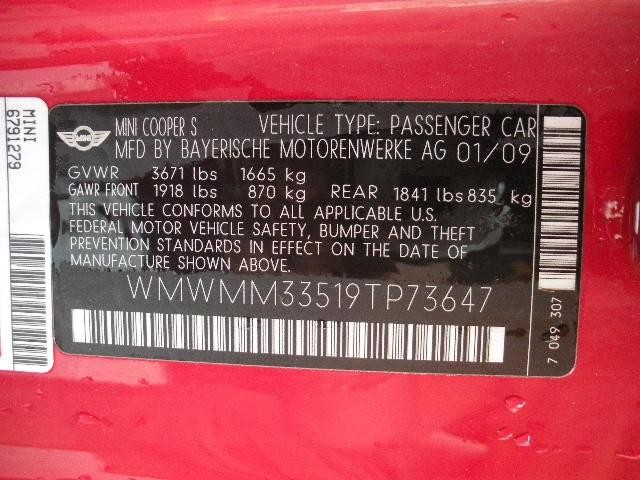 MINI
6791279
MINI
MINI COOPER S VEHICLE TYPE: PASSENGER CAR
MFD BY BAYERISCHE MOTORENWERKE AG 01/09
GVWR 3671 lbs 1665 kg
GAWR FRONT 1918 lbs 870 kg REAR 1841 lbs 835 kg
THIS VEHICLE CONFORMS TO ALL APPLICABLE U.S.
FEDERAL MOTOR VEHICLE SAFETY, BUMPER AND THEFT
PREVENTION STANDARDS IN EFFECT ON THE DATE OF
MANUFACTURE SHOWN ABOVE.
WMWMM33519TP73647
7 049 307